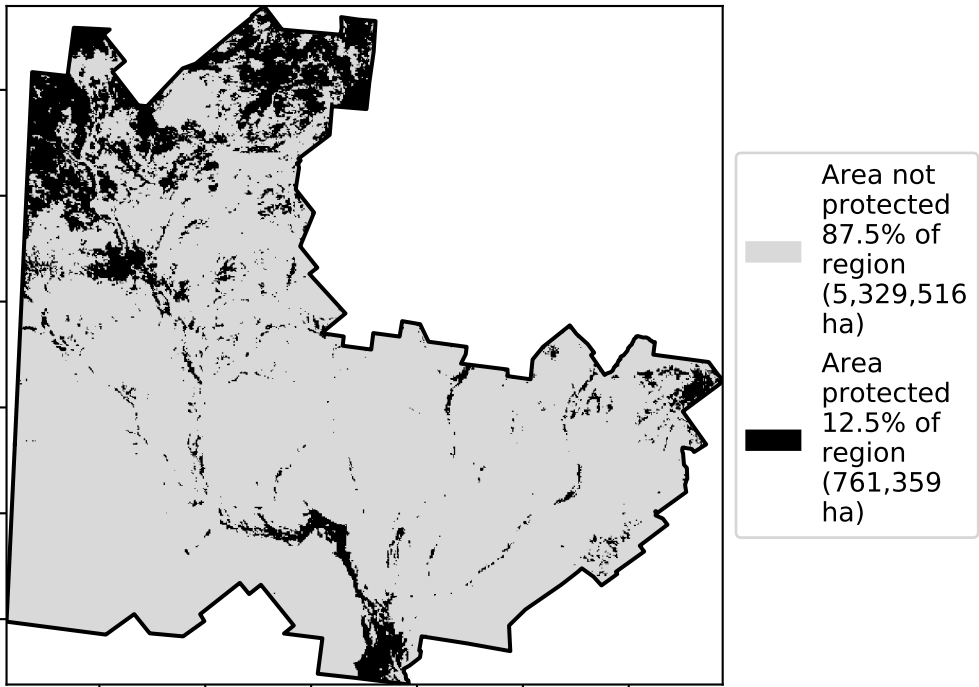 Area not
protected
87.5% of
region
(5,329,516
ha)
Area
protected
12.5% of
region
(761,359
ha)